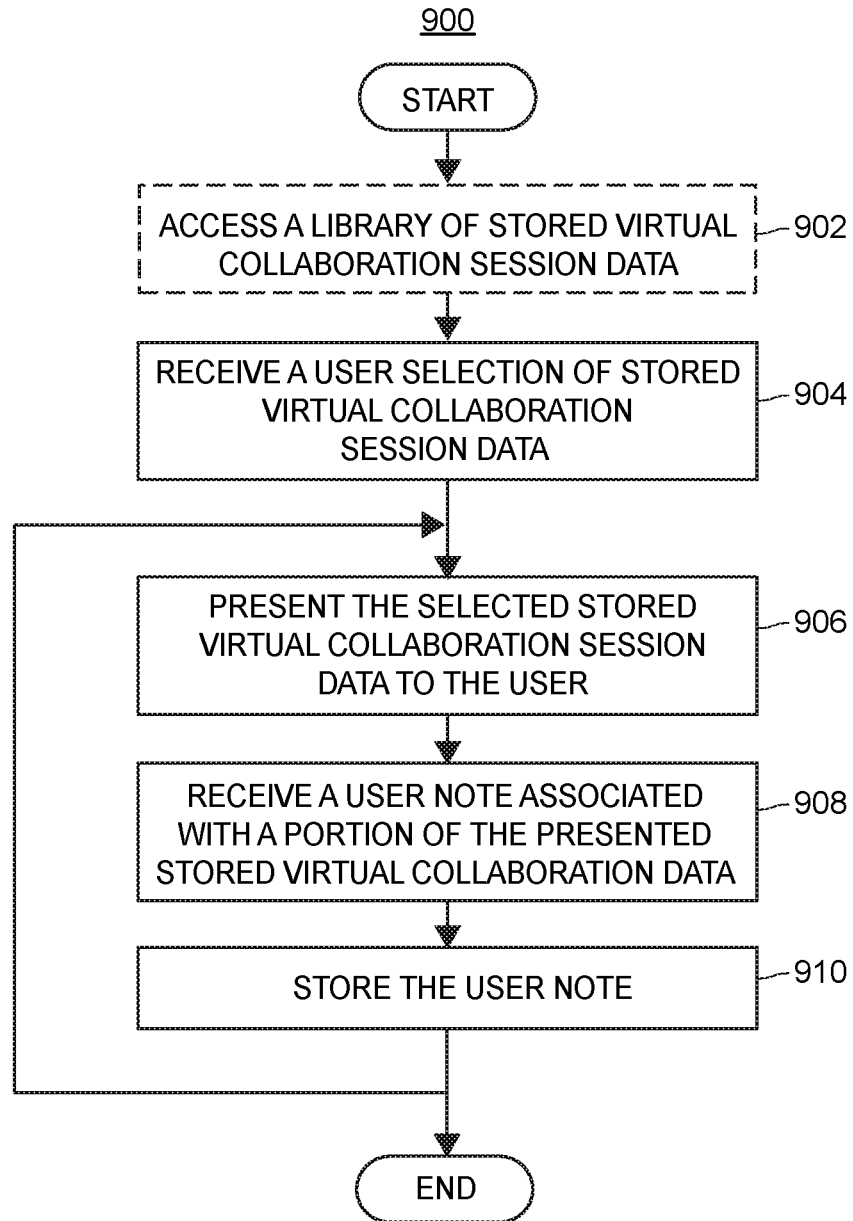 900
START
ACCESS A LIBRARY OF STORED VIRTUAL
COLLABORATION SESSION DATA
902
RECEIVE A USER SELECTION OF STORED
VIRTUAL COLLABORATION
SESSION DATA
904
PRESENT THE SELECTED STORED
VIRTUAL COLLABORATION SESSION
DATA TO THE USER
906
RECEIVE A USER NOTE ASSOCIATED
WITH A PORTION OF THE PRESENTED
STORED VIRTUAL COLLABORATION DATA
908
STORE THE USER NOTE
910
END